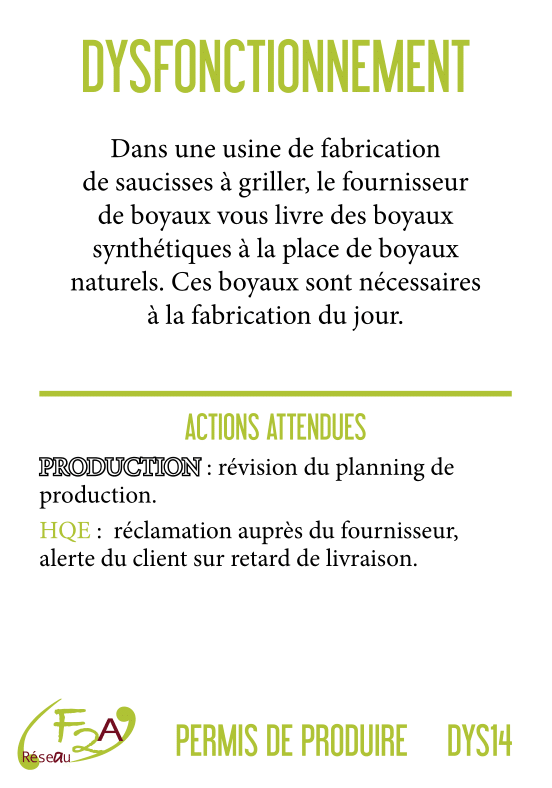 DYSFONCTIONNEMENT
Dans une usine de fabrication
de saucisses à griller, le fournisseur
de boyaux vous livre des boyaux
synthétiques à la place de boyaux
naturels. Ces boyaux sont nécessaires
à la fabrication du jour.
ACTIONS ATTENDUES
PRODUCTION : révision du planning de
production.
HQE : réclamation auprès du fournisseur,
alerte du client sur retard de livraison.
F2A
Réseau
PERMIS DE PRODUIRE DYS14